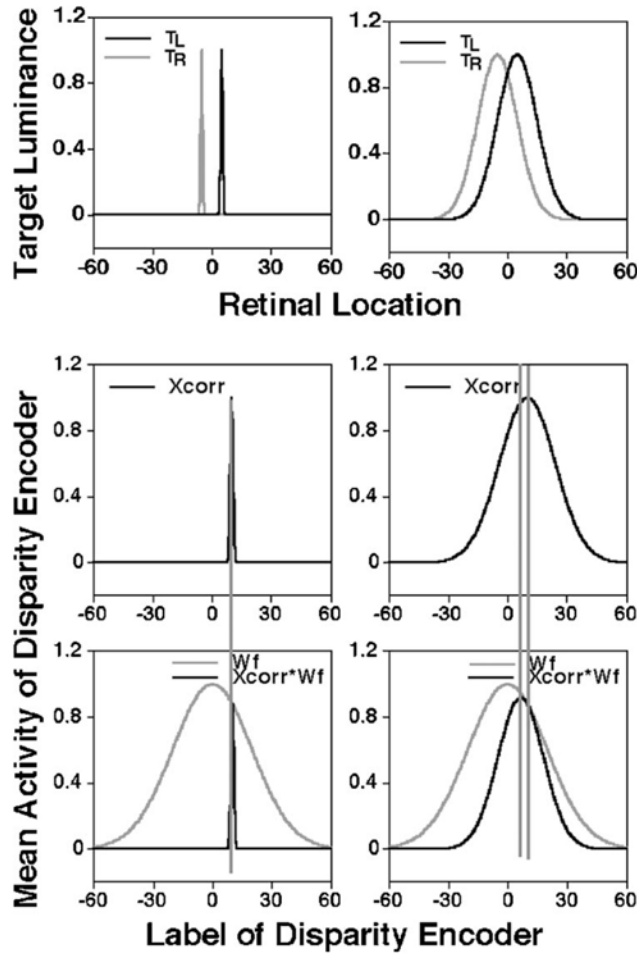 Target Luminance
1.2
0.8
0.4
0
T_L
T_R
-60 -30 0 30 60
1.2
0.8
0.4
0
T_L
T_R
-60 -30 0 30 60
Retinal Location
Mean Activity of Disparity Encoder
1.2
0.8
0.4
0
Xcorr
-60 -30 0 30 60
1.2
0.8
0.4
0
Xcorr
-60 -30 0 30 60
1.2
0.8
0.4
0
Wf
Xcorr*Wf
-60 -30 0 30 60
1.2
0.8
0.4
0
Wf
Xcorr*Wf
-60 -30 0 30 60
Label of Disparity Encoder